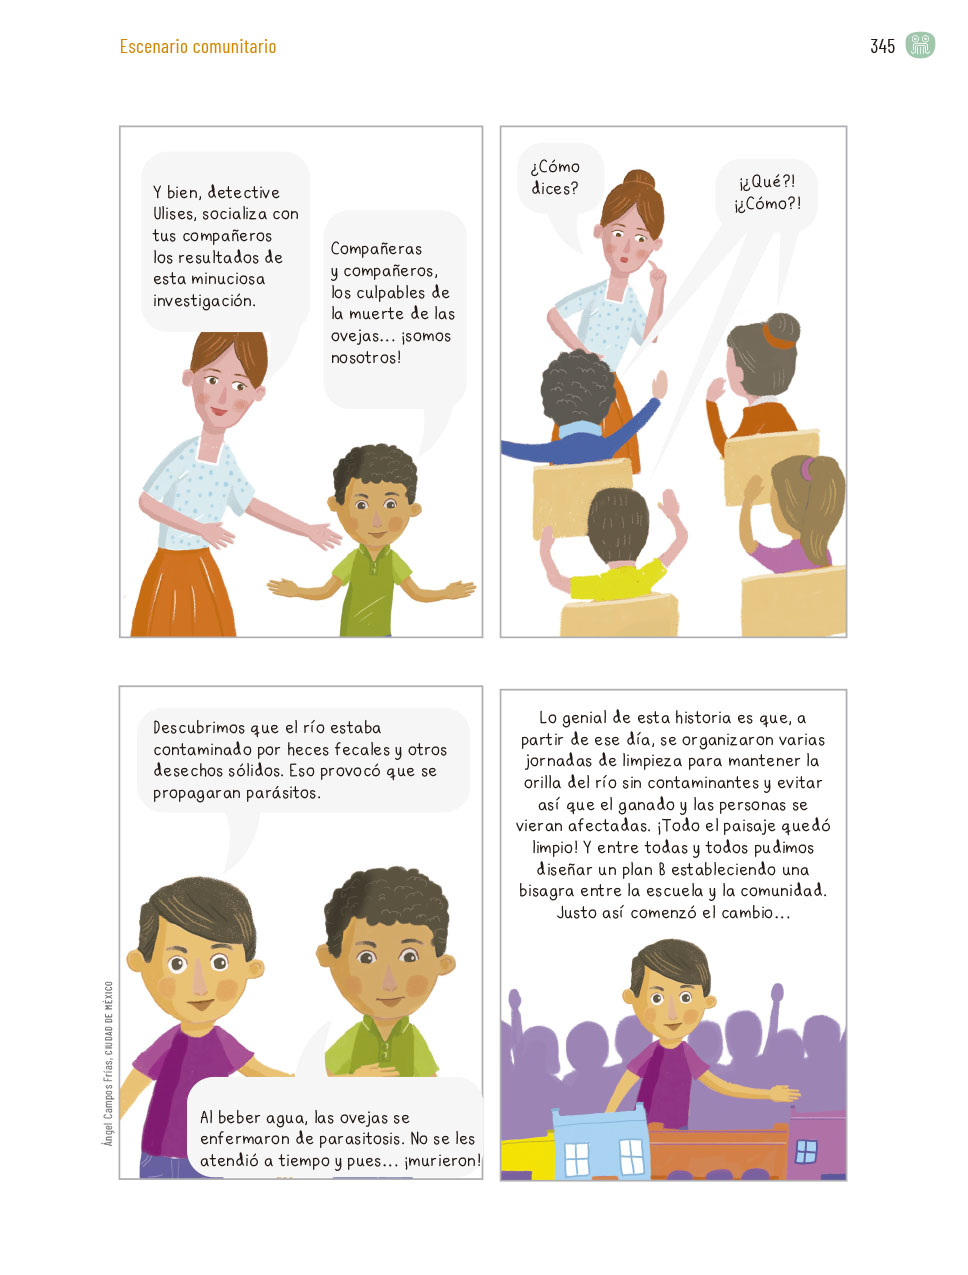 Escenario comunitario
345
Y bien, detective
Ulises, socializa con
tus compañeros
los resultados de
esta minuciosa
investigación.
Compañeras
y compañeros,
los culpables de
la muerte de las
ovejas... ¡somos
nosotros!
¿Cómo
dices?
¡¿Qué?!
¡¿Cómo?!
Descubrimos que el río estaba
contaminado por heces fecales y otros
desechos sólidos. Eso provocó que se
propagaran parásitos.
Al beber agua, las ovejas se
enfermaron de parasitosis. No se les
atendió a tiempo y pues... ¡murieron!
Lo genial de esta historia es que, a
partir de ese día, se organizaron varias
jornadas de limpieza para mantener la
orilla del río sin contaminantes y evitar
así que el ganado y las personas se
vieran afectadas. ¡Todo el paisaje quedó
limpio! Y entre todas y todos pudimos
diseñar un plan B estableciendo una
bisagra entre la escuela y la comunidad.
Justo así comenzó el cambio...
Ángel Campos Frías, CIUDAD DE MÉXICO